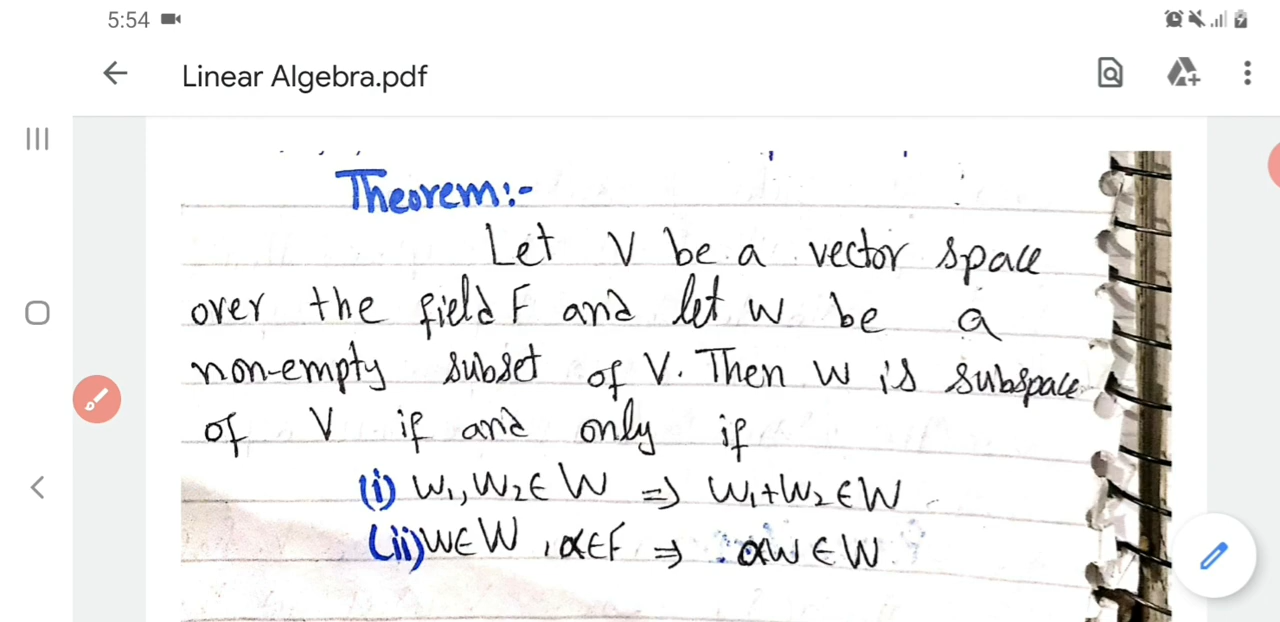 5:54
Linear Algebra.pdf
Theorem:-
Let V be a vector space
over the field F and let W be a
non-empty subset of V. Then W is subspace
of V if and only if
(i) W₁, W₂ ∈ W ⇒ W₁+W₂ ∈ W
(ii) W ∈ W, α ∈ F ⇒ αW ∈ W